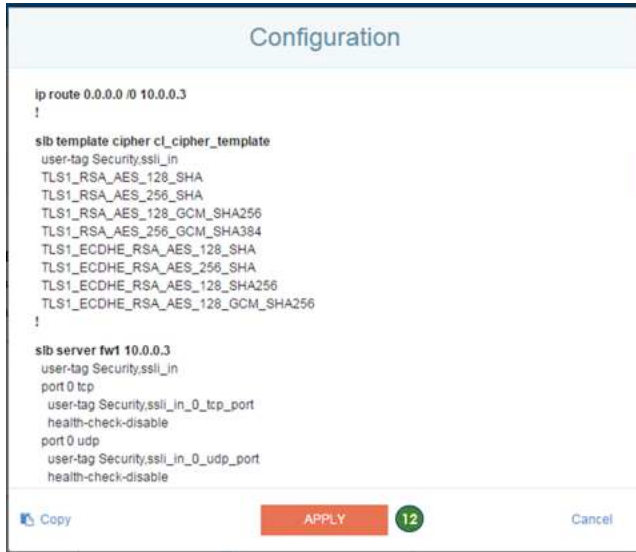 Configuration
ip route 0.0.0.0 /0 10.0.0.3
!
slb template cipher cl_cipher_template
user-tag Security,ssli_in
TLS1_RSA_AES_128_SHA
TLS1_RSA_AES_256_SHA
TLS1_RSA_AES_128_GCM_SHA256
TLS1_RSA_AES_256_GCM_SHA384
TLS1_ECDHE_RSA_AES_128_SHA
TLS1_ECDHE_RSA_AES_256_SHA
TLS1_ECDHE_RSA_AES_128_SHA256
TLS1_ECDHE_RSA_AES_128_GCM_SHA256
!
slb server fw1 10.0.0.3
user-tag Security,ssli_in
port 0 tcp
user-tag Security,ssli_in_0_tcp_port
health-check-disable
port 0 udp
user-tag Security,ssli_in_0_udp_port
health-check-disable
Copy APPLY 12 Cancel